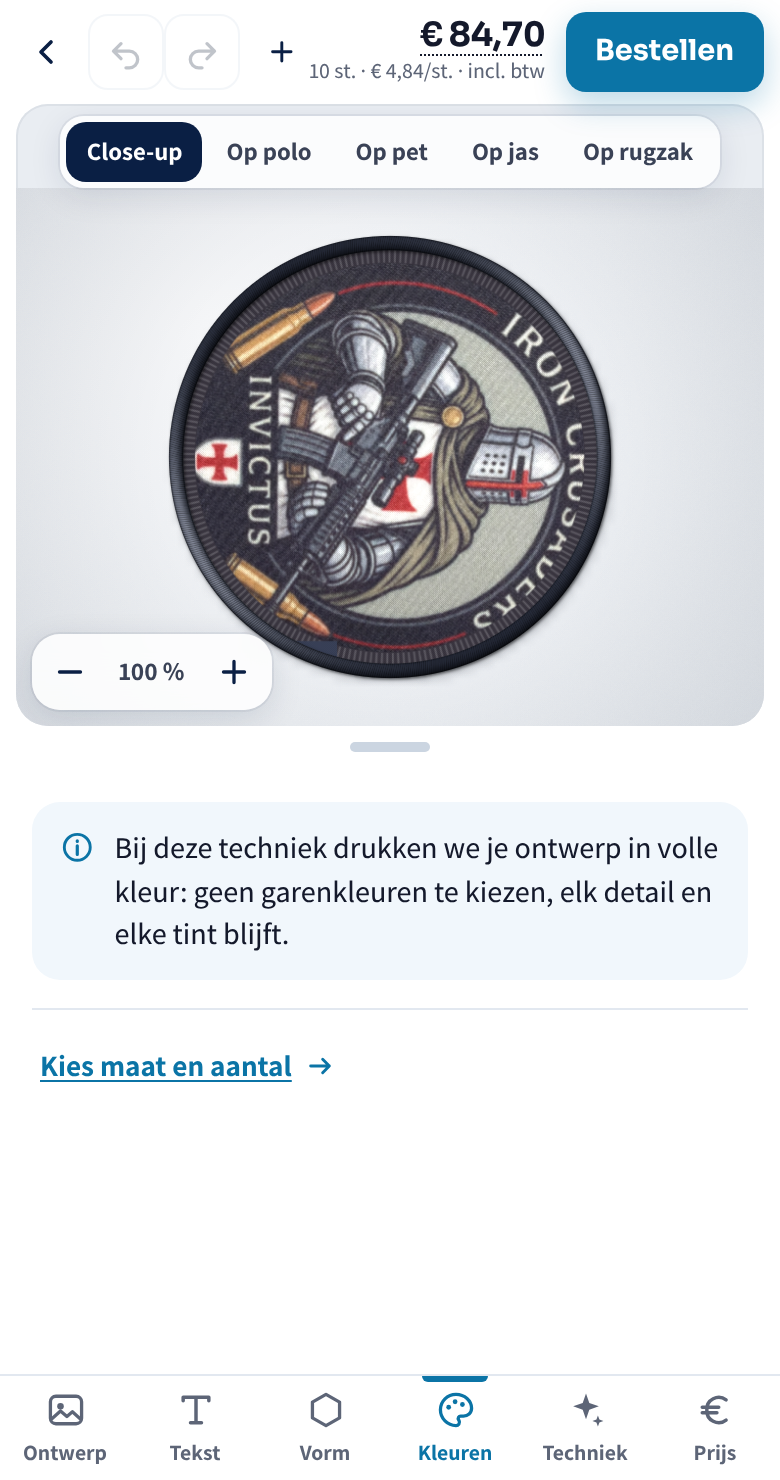 € 84,70
10 st. · € 4,84/st. · incl. btw
Bestellen
Close-up
Op polo
Op pet
Op jas
Op rugzak
IRON CRUSADERS
INVICTUS
100 %
Bij deze techniek drukken we je ontwerp in volle
kleur: geen garenkleuren te kiezen, elk detail en
elke tint blijft.
Kies maat en aantal
Ontwerp
Tekst
Vorm
Kleuren
Techniek
Prijs